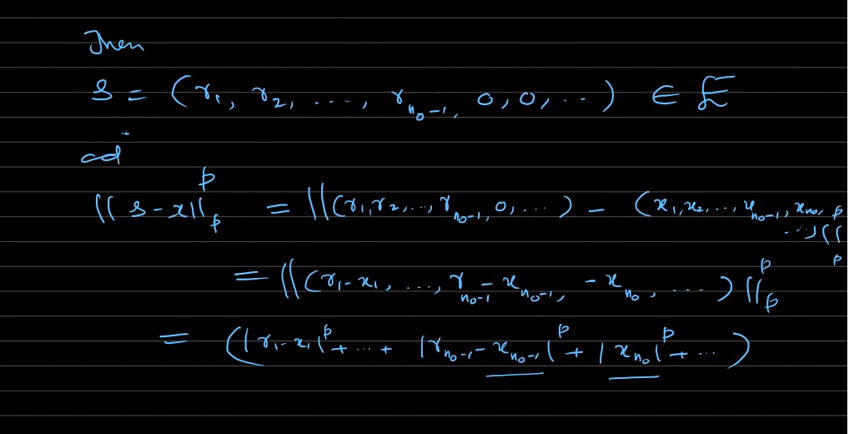 Then
s = (r₁, r₂, ..., r_{n₀-1}, 0, 0, ..) ∈ E
and
||s-x||_p^p = ||(r₁, r₂, ..., r_{n₀-1}, 0, ...) - (x₁, x₂, ..., x_{n₀-1}, x_{n₀}, ...)||_p^p
= ||(r₁-x₁, ..., r_{n₀-1} - x_{n₀-1}, -x_{n₀}, ...)||_p^p
= (|r₁-x₁|^p + ... + |r_{n₀-1} - x_{n₀-1}|^p + |x_{n₀}|^p + ...)